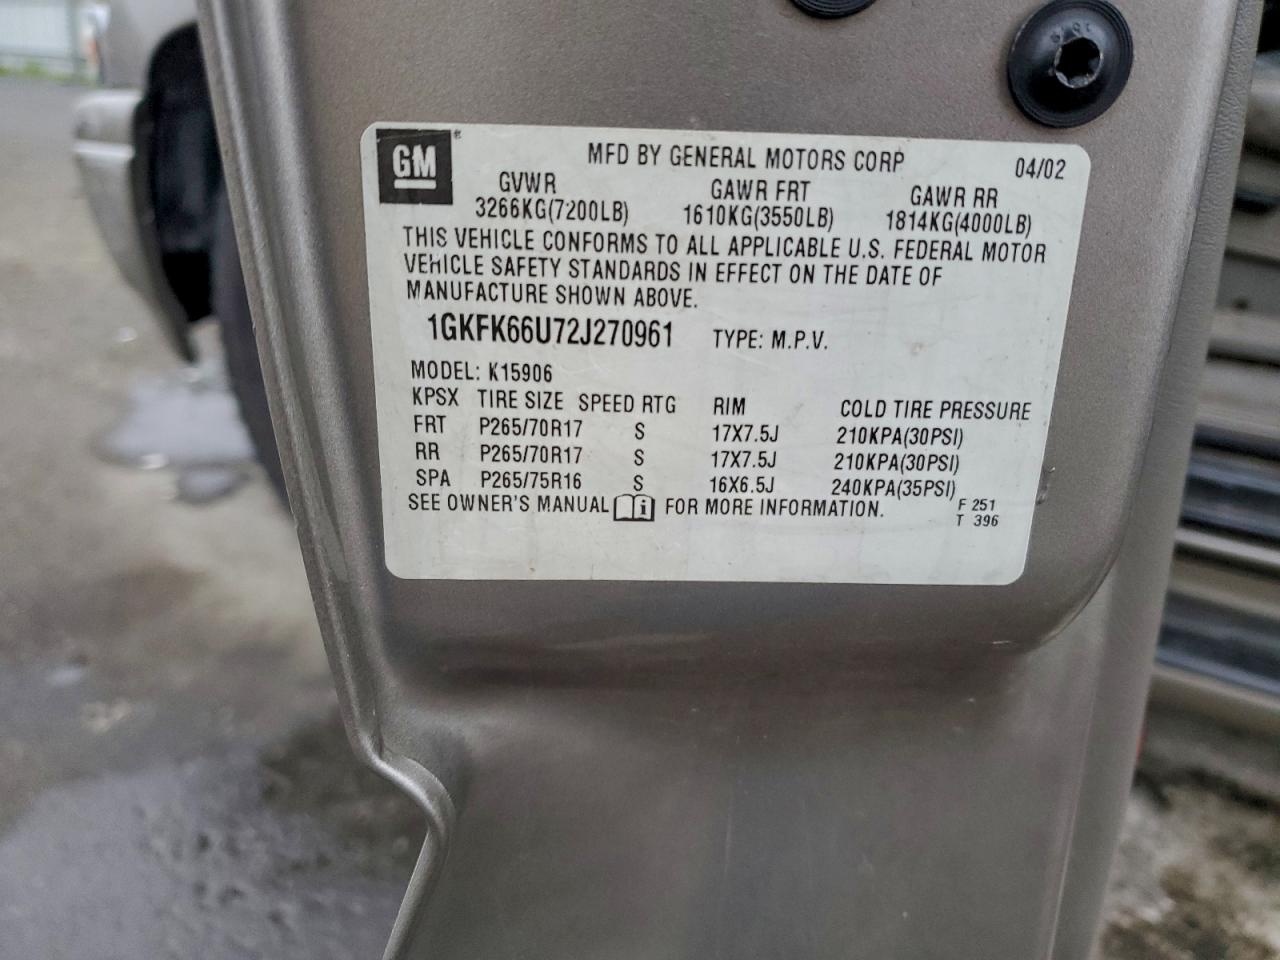 GM
MFD BY GENERAL MOTORS CORP 04/02
GVWR GAWR FRT GAWR RR
3266KG(7200LB) 1610KG(3550LB) 1814KG(4000LB)
THIS VEHICLE CONFORMS TO ALL APPLICABLE U.S. FEDERAL MOTOR
VEHICLE SAFETY STANDARDS IN EFFECT ON THE DATE OF
MANUFACTURE SHOWN ABOVE.
1GKFK66U72J270961 TYPE: M.P.V.
MODEL: K15906
KPSX TIRE SIZE SPEED RTG RIM COLD TIRE PRESSURE
FRT P265/70R17 S 17X7.5J 210KPA(30PSI)
RR P265/70R17 S 17X7.5J 210KPA(30PSI)
SPA P265/75R16 S 16X6.5J 240KPA(35PSI)
SEE OWNER'S MANUAL i FOR MORE INFORMATION. F 251
T 396